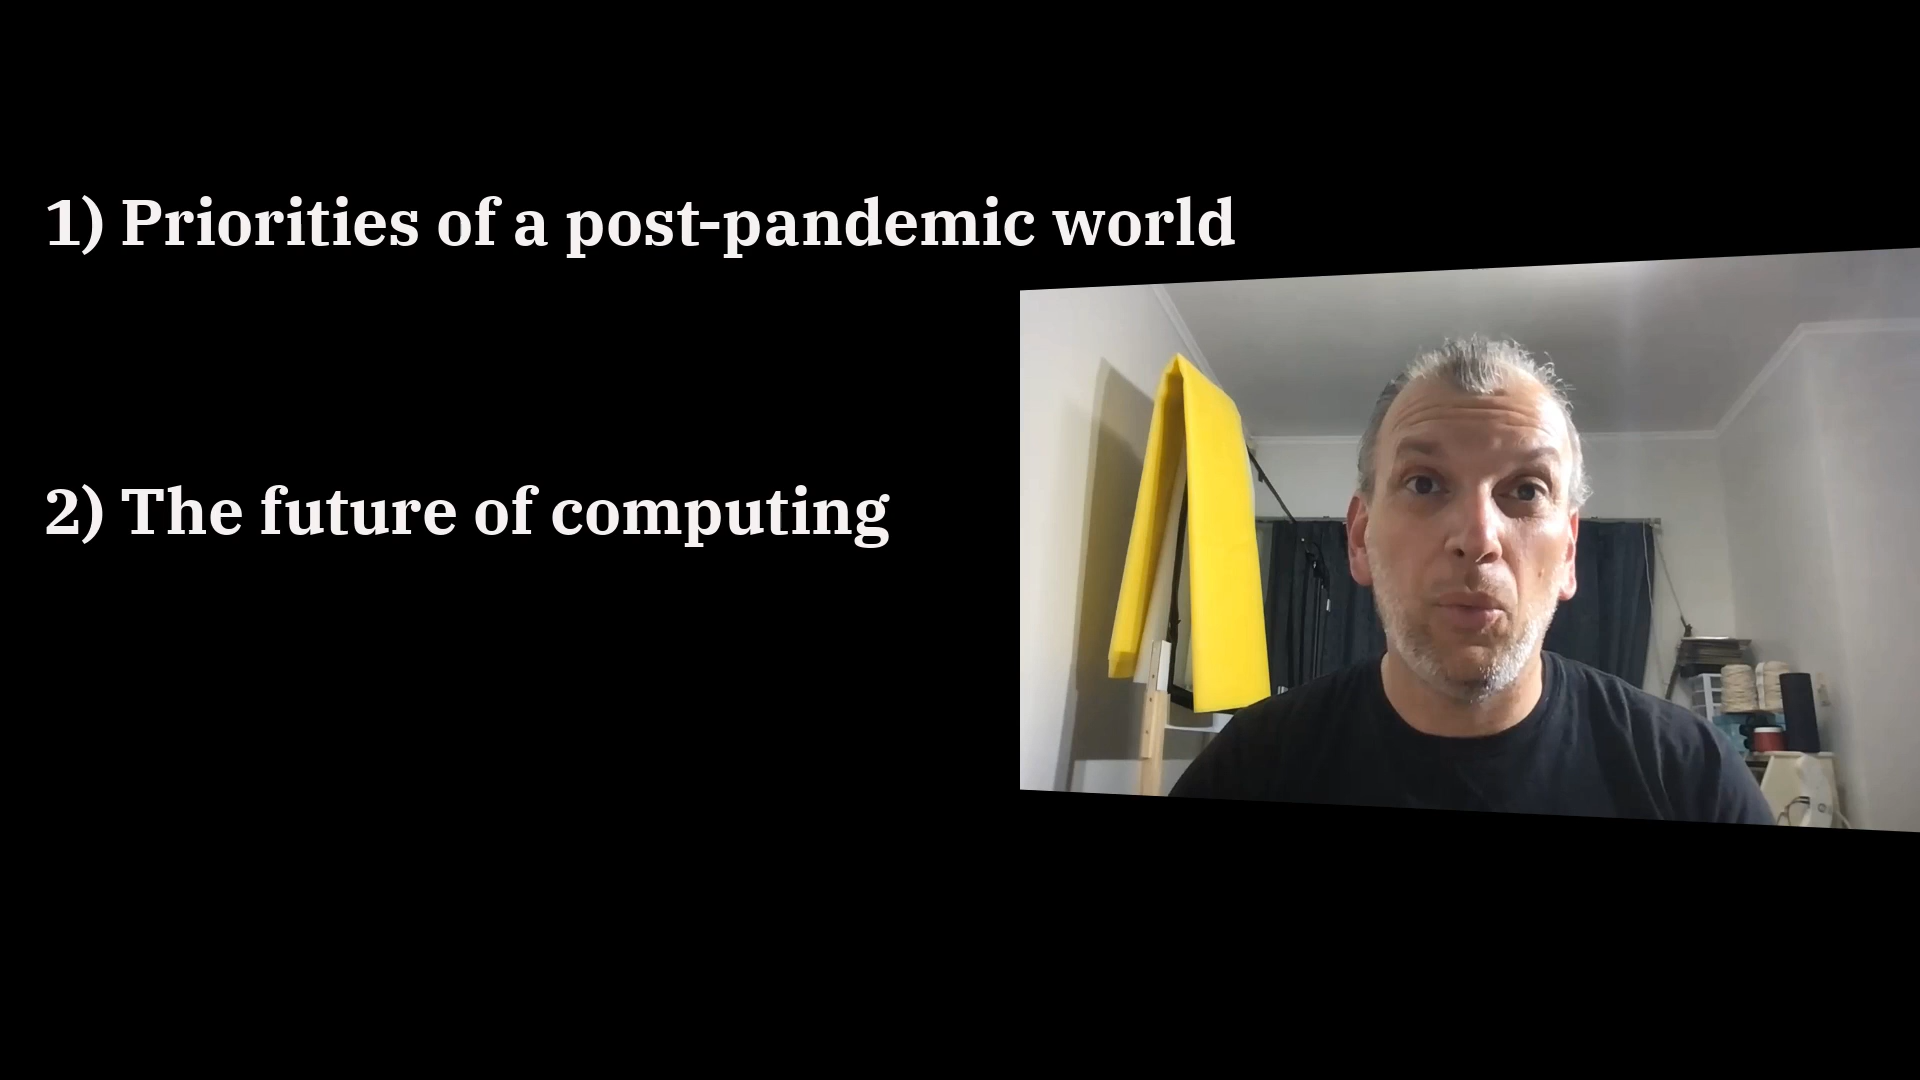 1) Priorities of a post-pandemic world
2) The future of computing